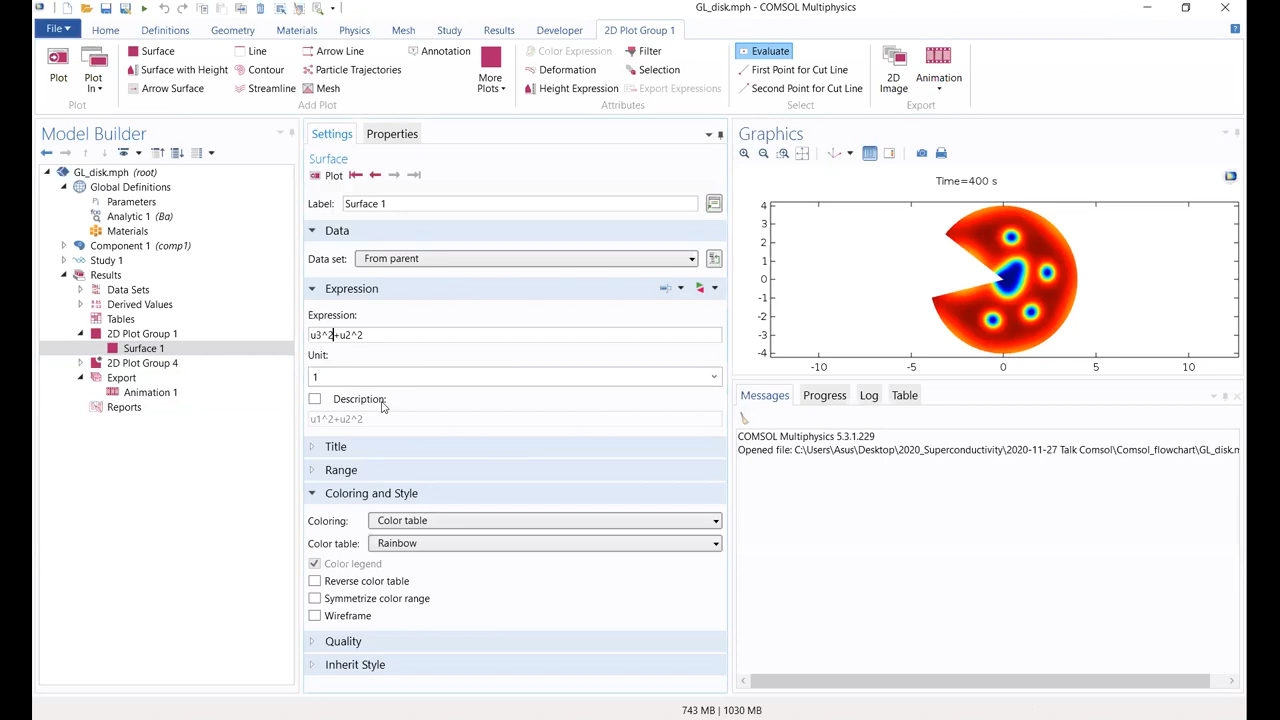 GL_disk.mph - COMSOL Multiphysics
File
Home
Definitions
Geometry
Materials
Physics
Mesh
Study
Results
Developer
2D Plot Group 1
Plot
Plot In
Plot
Surface
Surface with Height
Arrow Surface
Line
Contour
Streamline
Arrow Line
Particle Trajectories
Mesh
Annotation
More Plots
Add Plot
Color Expression
Deformation
Height Expression
Filter
Selection
Export Expressions
Attributes
Evaluate
First Point for Cut Line
Second Point for Cut Line
Select
2D Image
Animation
Export
Model Builder
GL_disk.mph (root)
Global Definitions
Parameters
Analytic 1 (Ba)
Materials
Component 1 (comp1)
Study 1
Results
Data Sets
Derived Values
Tables
2D Plot Group 1
Surface 1
2D Plot Group 4
Export
Animation 1
Reports
Settings
Properties
Surface
Plot
Label: Surface 1
Data
Data set: From parent
Expression
Expression:
u3^2+u2^2
Unit:
1
Description:
u1^2+u2^2
Title
Range
Coloring and Style
Coloring: Color table
Color table: Rainbow
Color legend
Reverse color table
Symmetrize color range
Wireframe
Quality
Inherit Style
Graphics
Time=400 s
4
3
2
1
0
-1
-2
-3
-4
-10
-5
0
5
10
Messages
Progress
Log
Table
COMSOL Multiphysics 5.3.1.229
Opened file: C:\Users\Asus\Desktop\2020_Superconductivity\2020-11-27 Talk Comsol\Comsol_flowchart\GL_disk.m
743 MB | 1030 MB